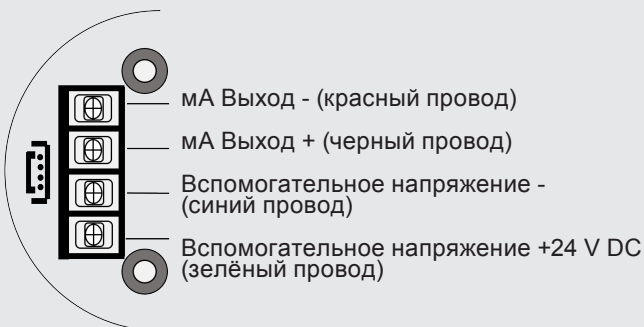 мА Выход - (красный провод)
мА Выход + (черный провод)
Вспомогательное напряжение -
(синий провод)
Вспомогательное напряжение +24 V DC
(зелёный провод)